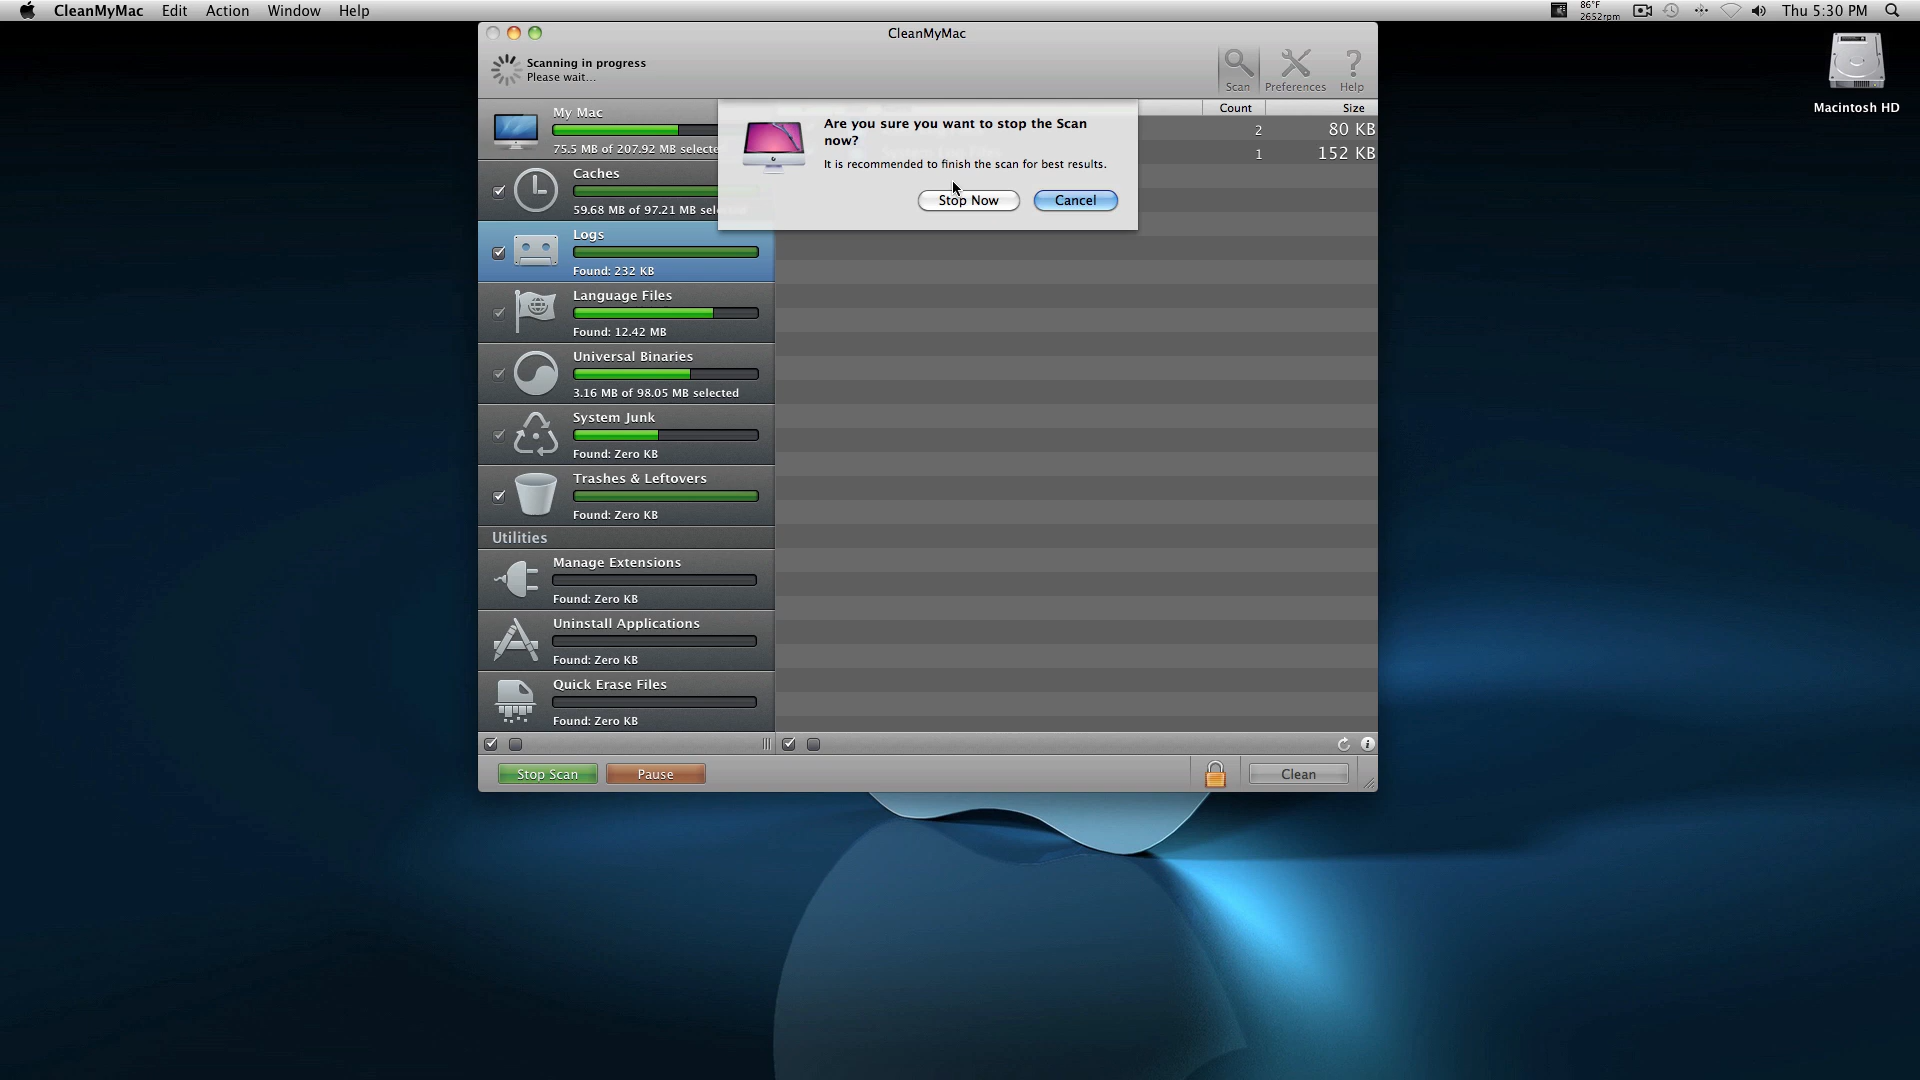 CleanMyMac Edit Action Window Help
86°F
2652rpm
Thu 5:30 PM
CleanMyMac
Scanning in progress
Please wait...
Scan Preferences Help
Macintosh HD
Are you sure you want to stop the Scan
now?
It is recommended to finish the scan for best results.
Stop Now Cancel
Count Size
2 80 KB
1 152 KB
My Mac
75.5 MB of 207.92 MB selecte
Caches
59.68 MB of 97.21 MB selected
Logs
Found: 232 KB
Language Files
Found: 12.42 MB
Universal Binaries
3.16 MB of 98.05 MB selected
System Junk
Found: Zero KB
Trashes & Leftovers
Found: Zero KB
Utilities
Manage Extensions
Found: Zero KB
Uninstall Applications
Found: Zero KB
Quick Erase Files
Found: Zero KB
Stop Scan Pause Clean